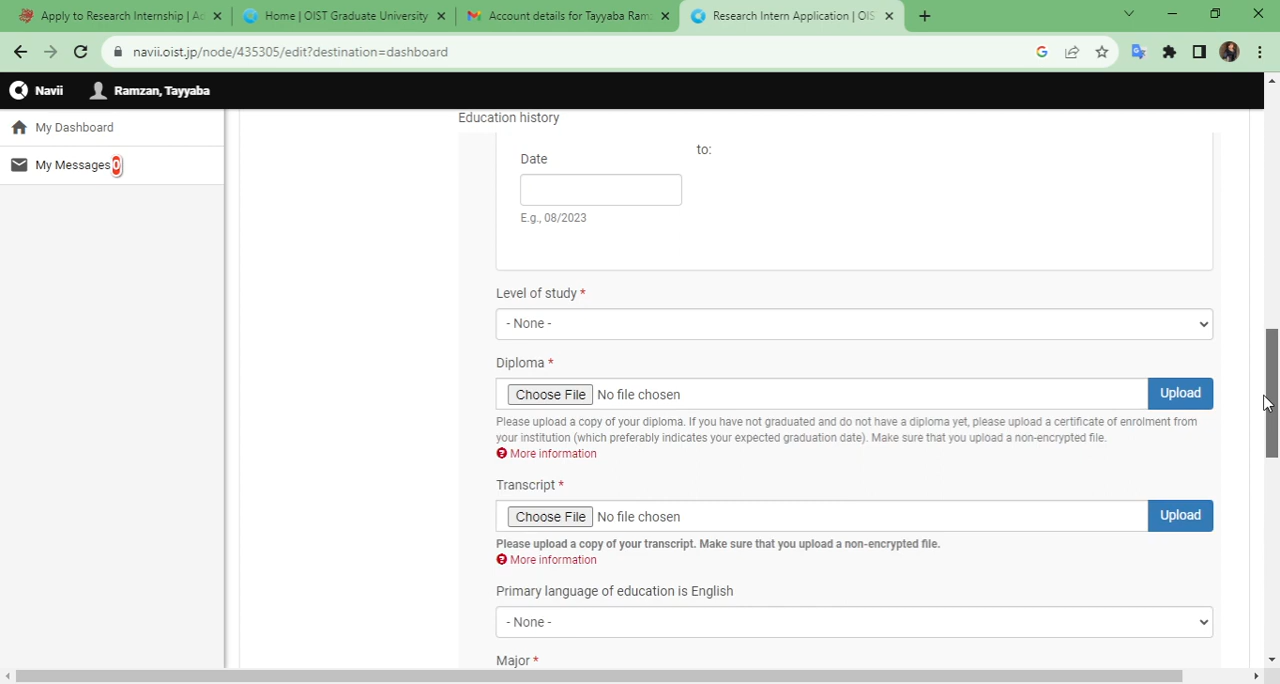 Apply to Research Internship | Ad
Home | OIST Graduate University
Account details for Tayyaba Ramz
Research Intern Application | OIS
navii.oist.jp/node/435305/edit?destination=dashboard
Navii
Ramzan, Tayyaba
My Dashboard
My Messages 0
Education history
to:
Date
E.g., 08/2023
Level of study *
- None -
Diploma *
Choose File No file chosen
Upload
Please upload a copy of your diploma. If you have not graduated and do not have a diploma yet, please upload a certificate of enrolment from
your institution (which preferably indicates your expected graduation date). Make sure that you upload a non-encrypted file.
More information
Transcript *
Choose File No file chosen
Upload
Please upload a copy of your transcript. Make sure that you upload a non-encrypted file.
More information
Primary language of education is English
- None -
Major *